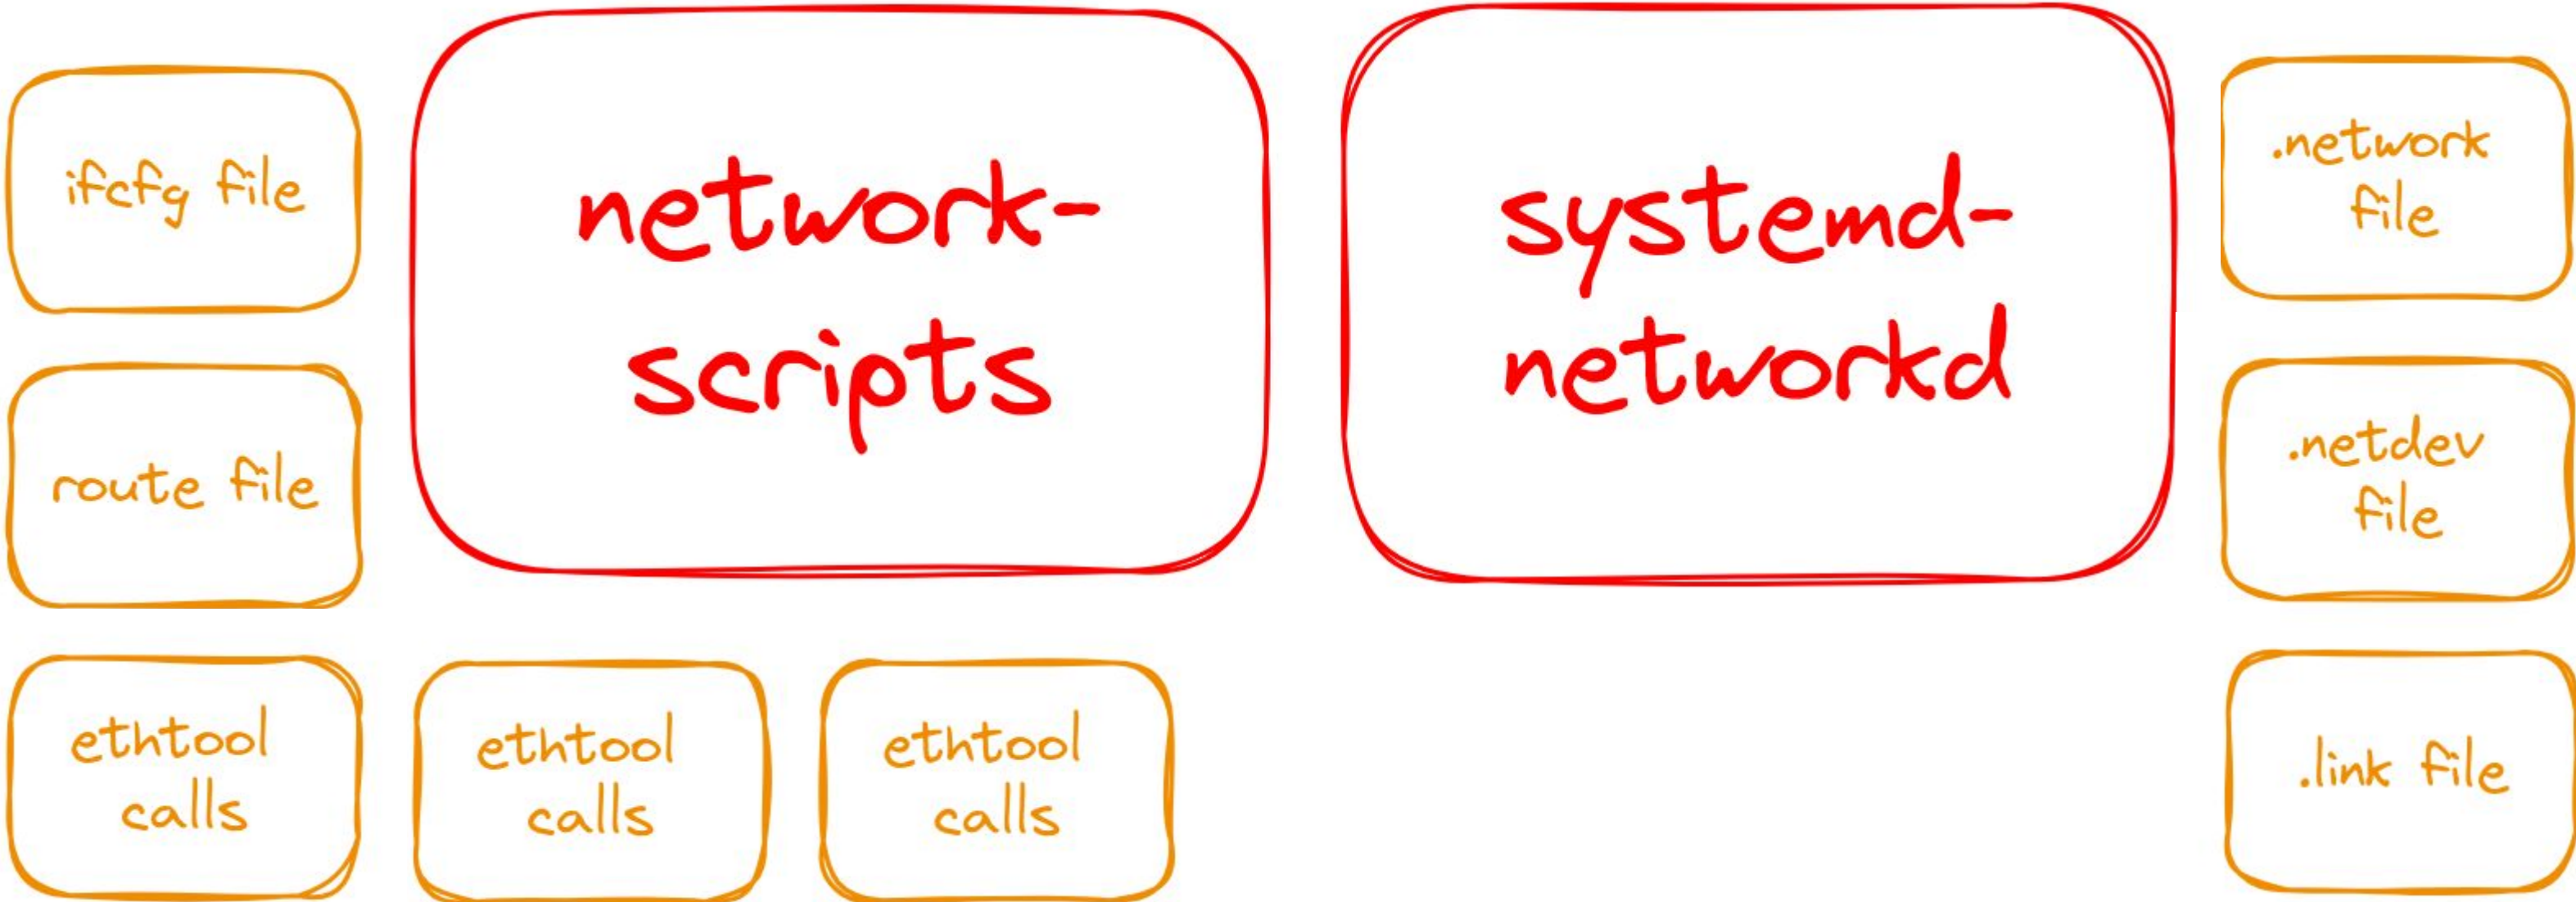 ifcfg file
route file
ethtool
calls
network-
scripts
ethtool
calls
ethtool
calls
systemd-
networkd
.network
file
.netdev
file
.link file